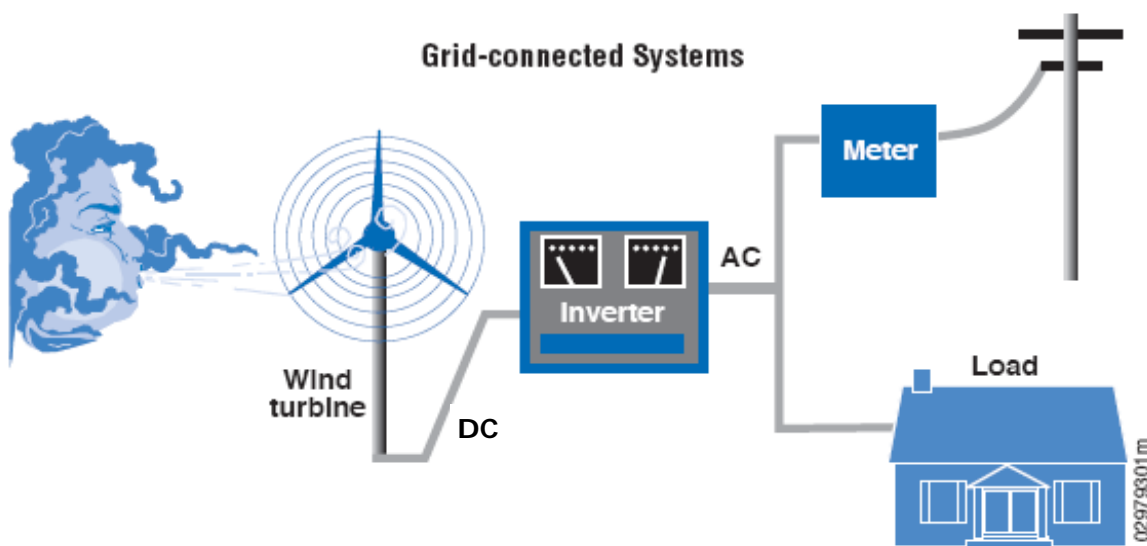 Grid-connected Systems
Meter
AC
Inverter
Wind
turbine
DC
Load
02979301m